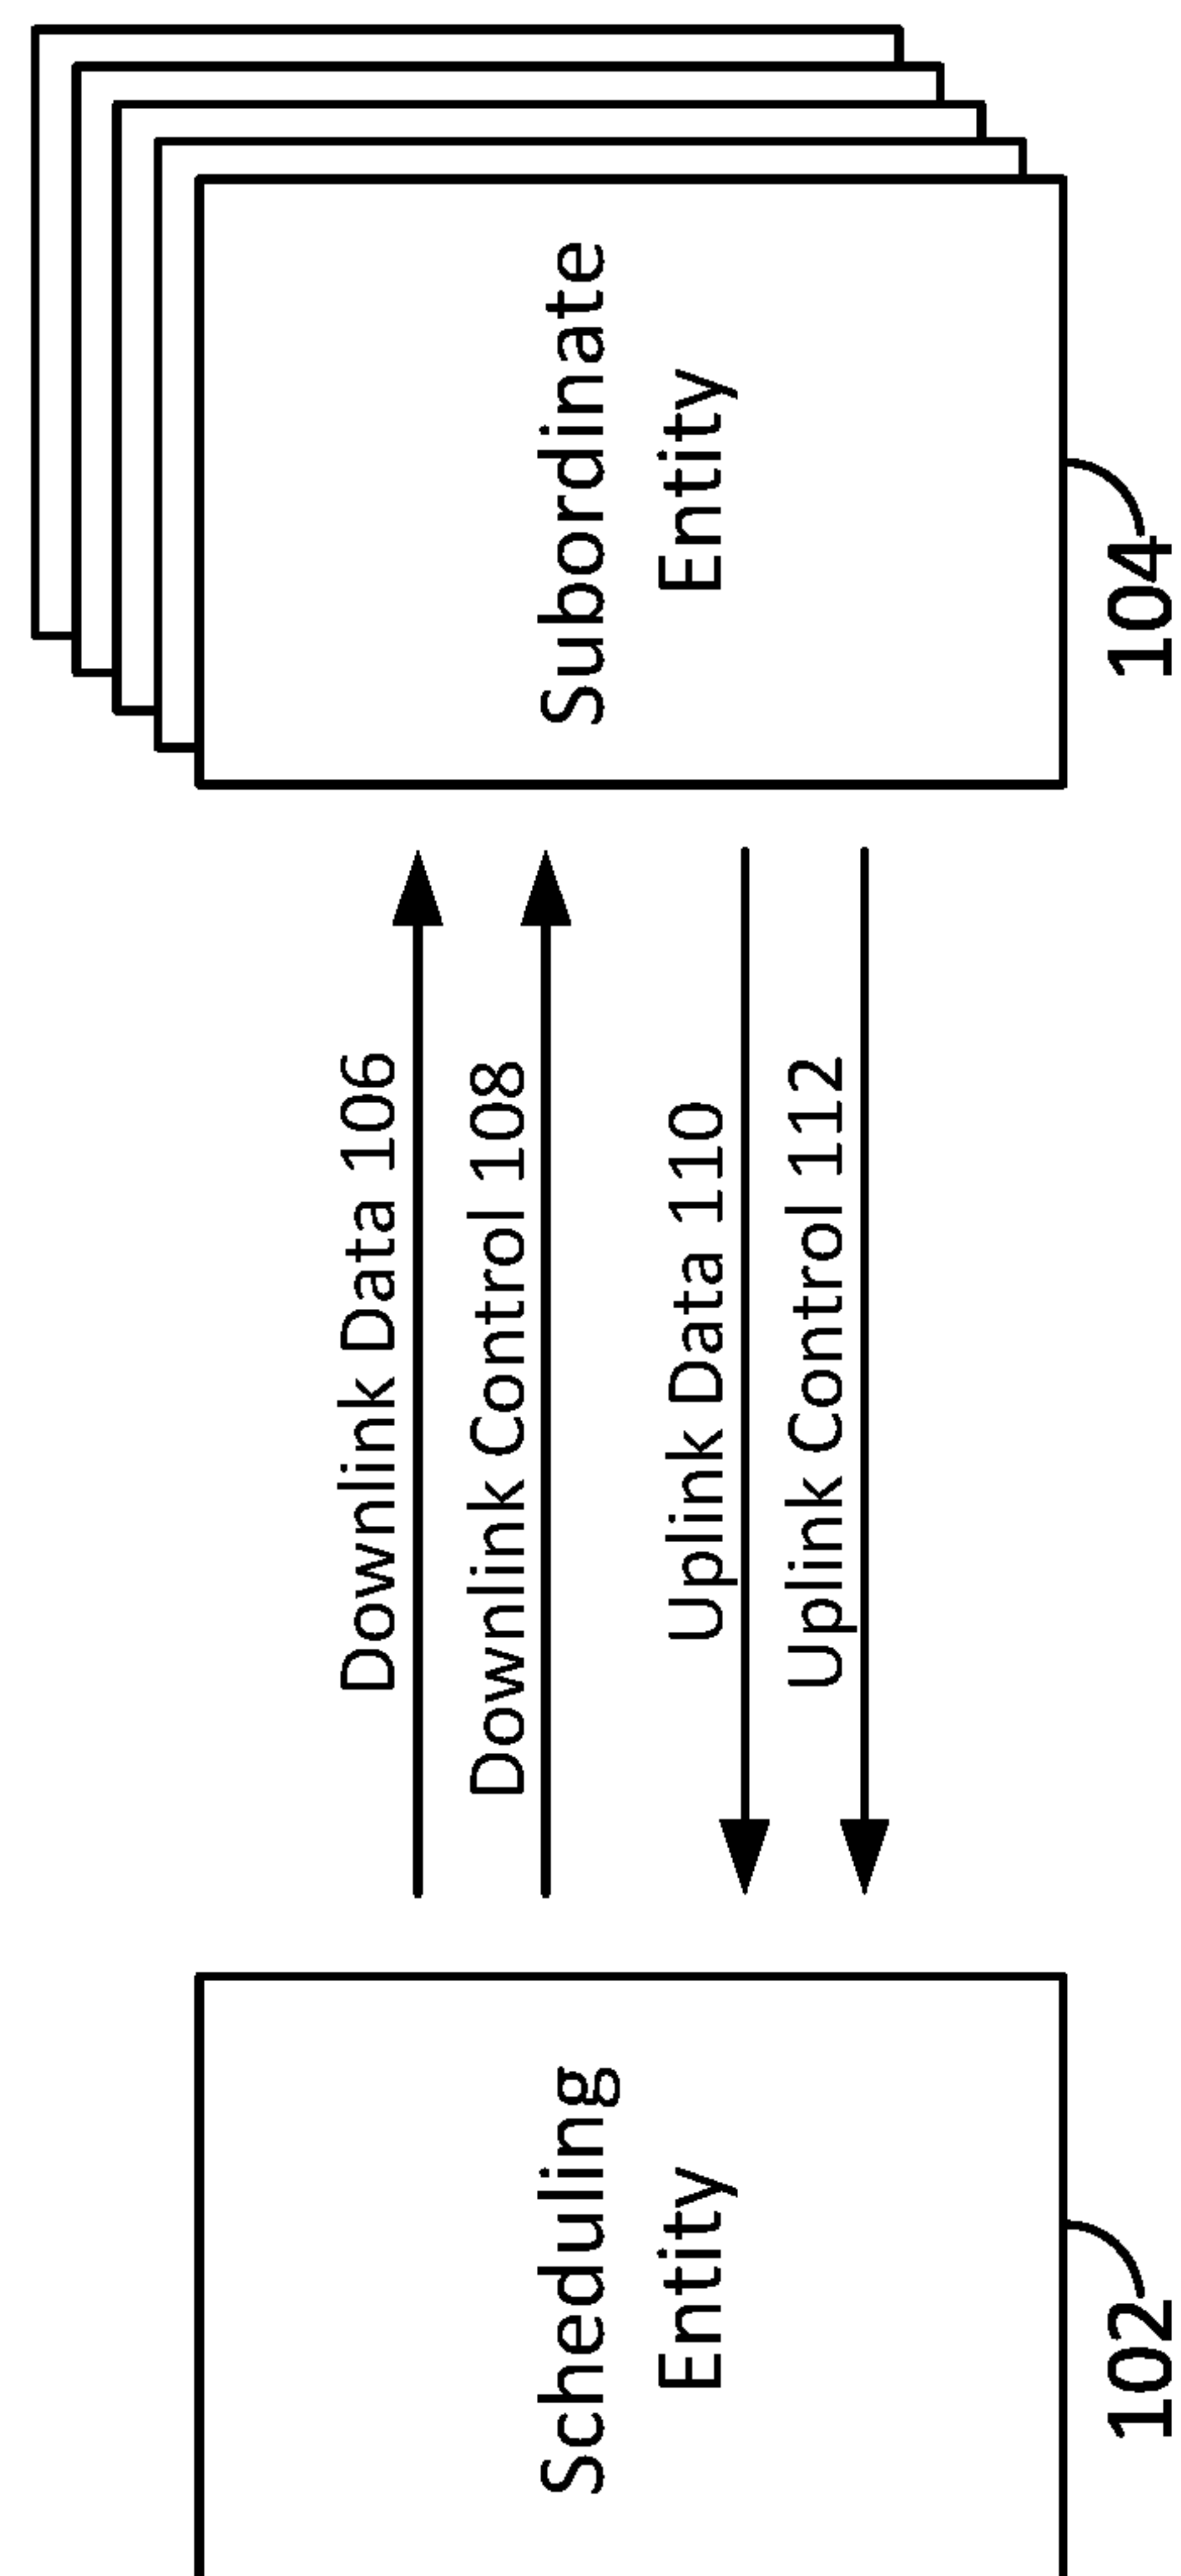 Scheduling
Entity
102
Downlink Data 106
Downlink Control 108
Uplink Data 110
Uplink Control 112
Subordinate
Entity
104